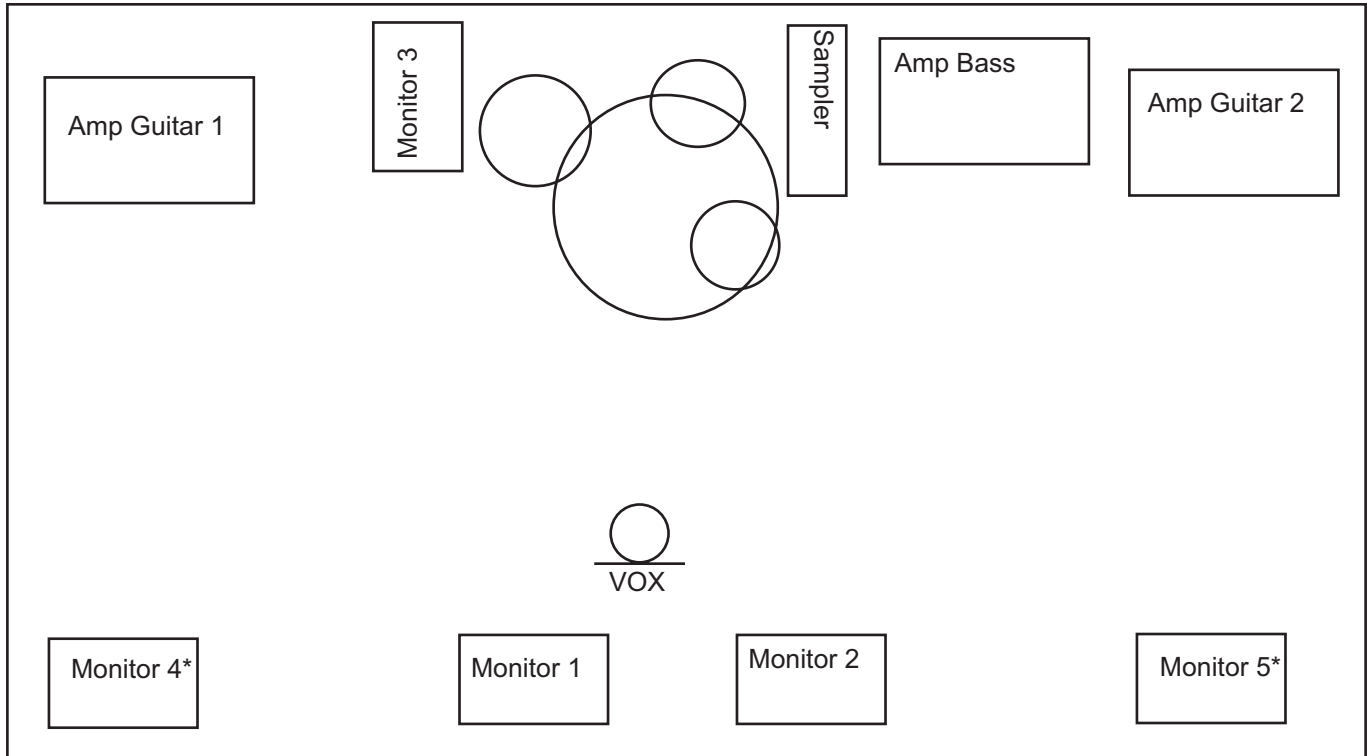 Monitor 3
Sampler
Amp Bass
Amp Guitar 1
Amp Guitar 2
VOX
Monitor 4*
Monitor 1
Monitor 2
Monitor 5*